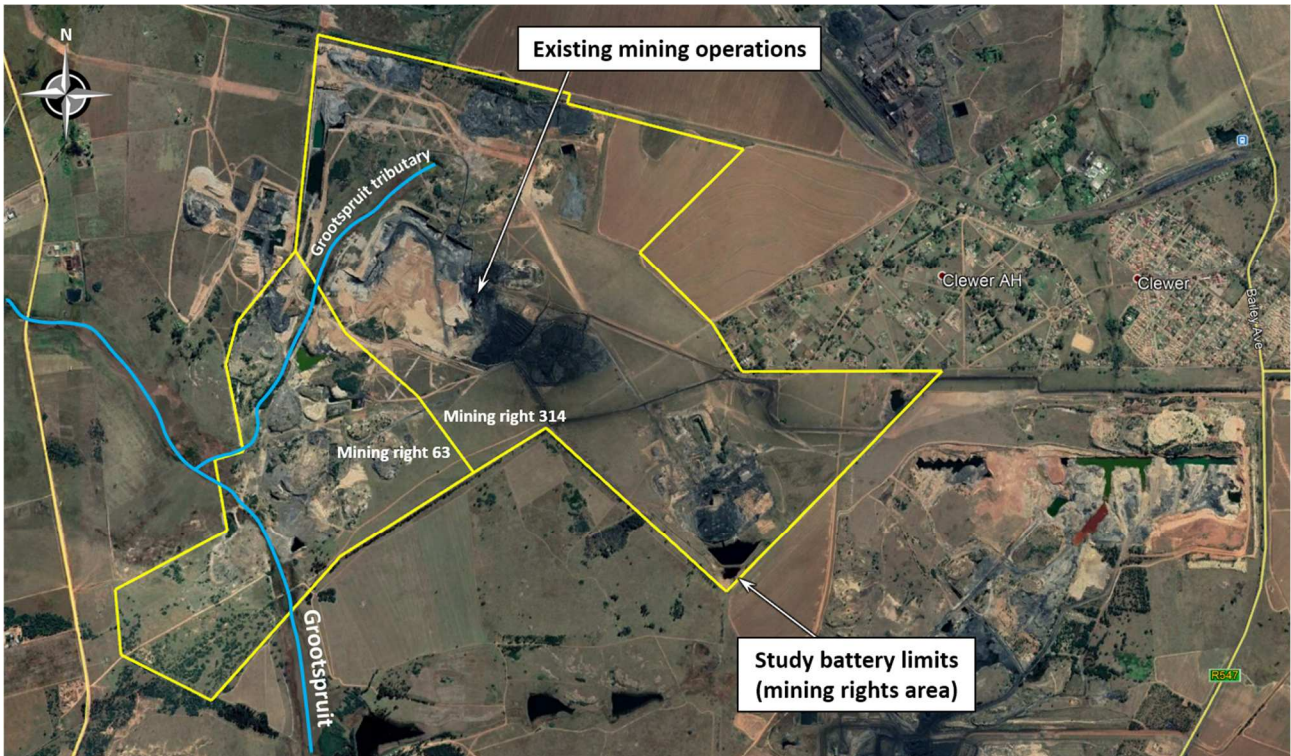 N
Existing mining operations
Grootspruit tributary
Clewer AH
Clewer
Bailey Ave
Mining right 314
Mining right 63
Grootspruit
Study battery limits
(mining rights area)
R547